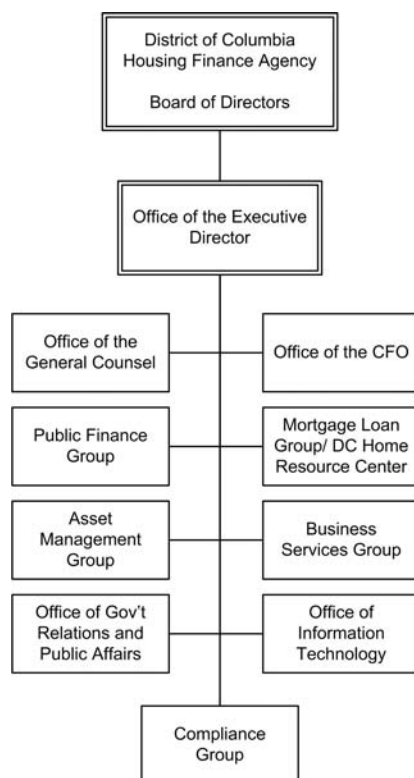 District of Columbia
Housing Finance Agency
Board of Directors
Office of the Executive
Director
Office of the
General Counsel
Office of the CFO
Public Finance
Group
Mortgage Loan
Group/ DC Home
Resource Center
Asset
Management
Group
Business
Services Group
Office of Gov't
Relations and
Public Affairs
Office of
Information
Technology
Compliance
Group